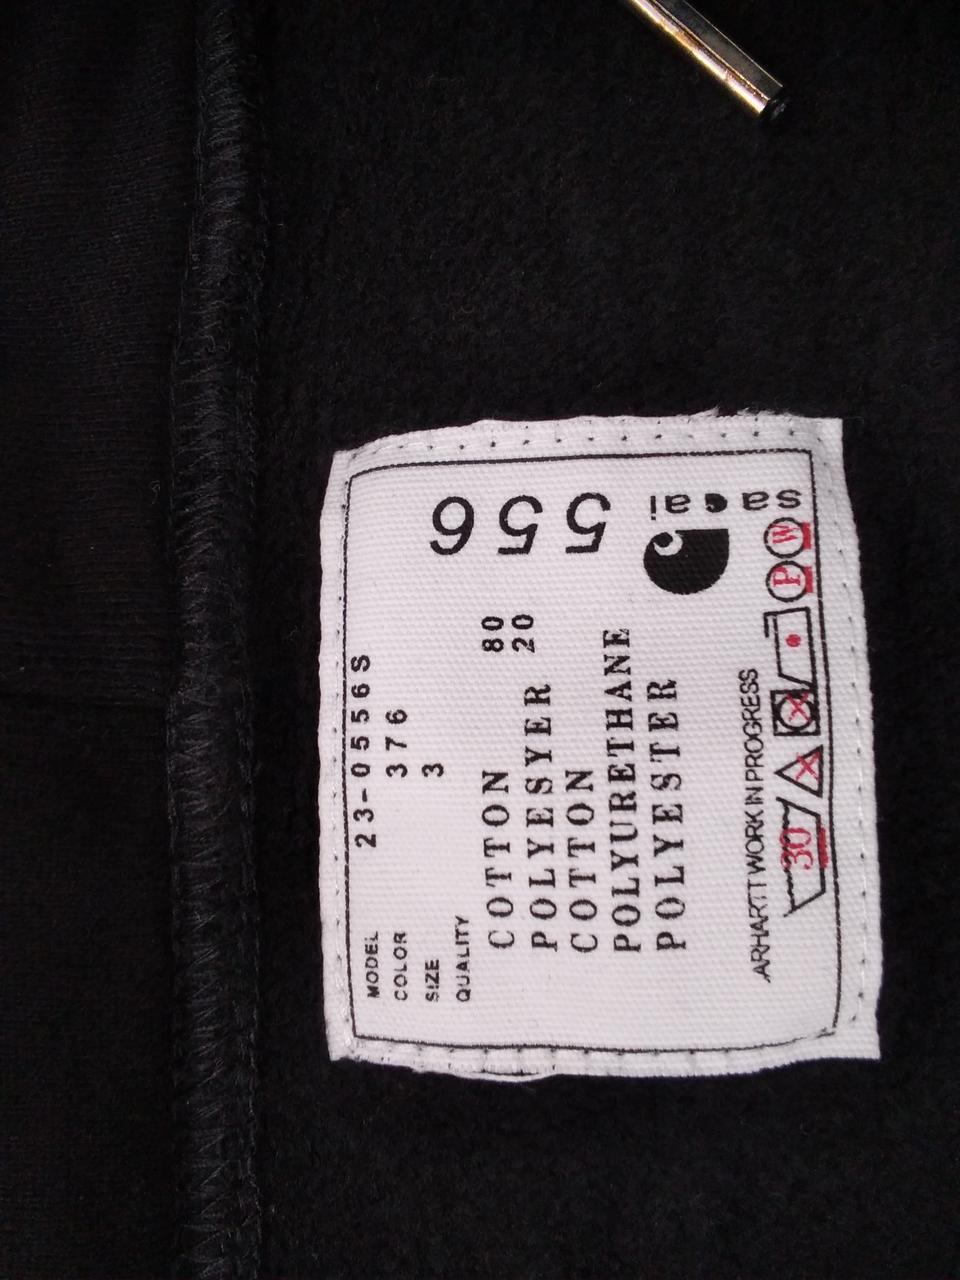 MODEL 23-0556S
COLOR 376
SIZE 3
QUALITY
COTTON 80
POLYESYER 20
COTTON
POLYURETHANE
POLYESTER
ARHARTT WORK IN PROGRESS
30 P W
556
sacai